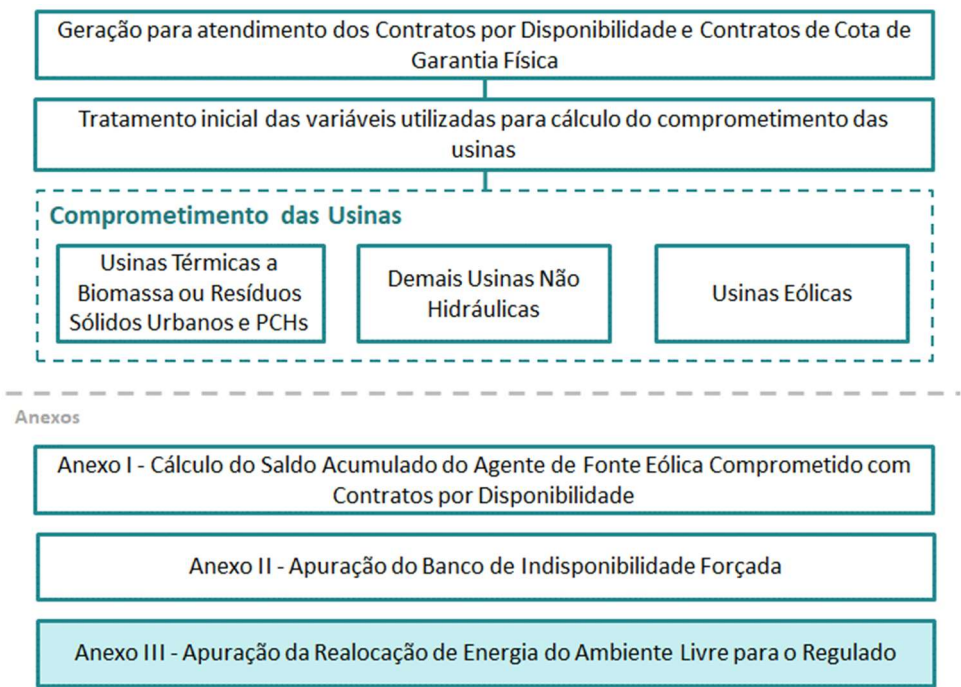 Geração para atendimento dos Contratos por Disponibilidade e Contratos de Cota de
Garantia Física
Tratamento inicial das variáveis utilizadas para cálculo do comprometimento das
usinas
Comprometimento das Usinas
Usinas Térmicas a
Biomassa ou Resíduos
Sólidos Urbanos e PCHs
Demais Usinas Não
Hidráulicas
Usinas Eólicas
Anexos
Anexo I - Cálculo do Saldo Acumulado do Agente de Fonte Eólica Comprometido com
Contratos por Disponibilidade
Anexo II - Apuração do Banco de Indisponibilidade Forçada
Anexo III - Apuração da Realocação de Energia do Ambiente Livre para o Regulado